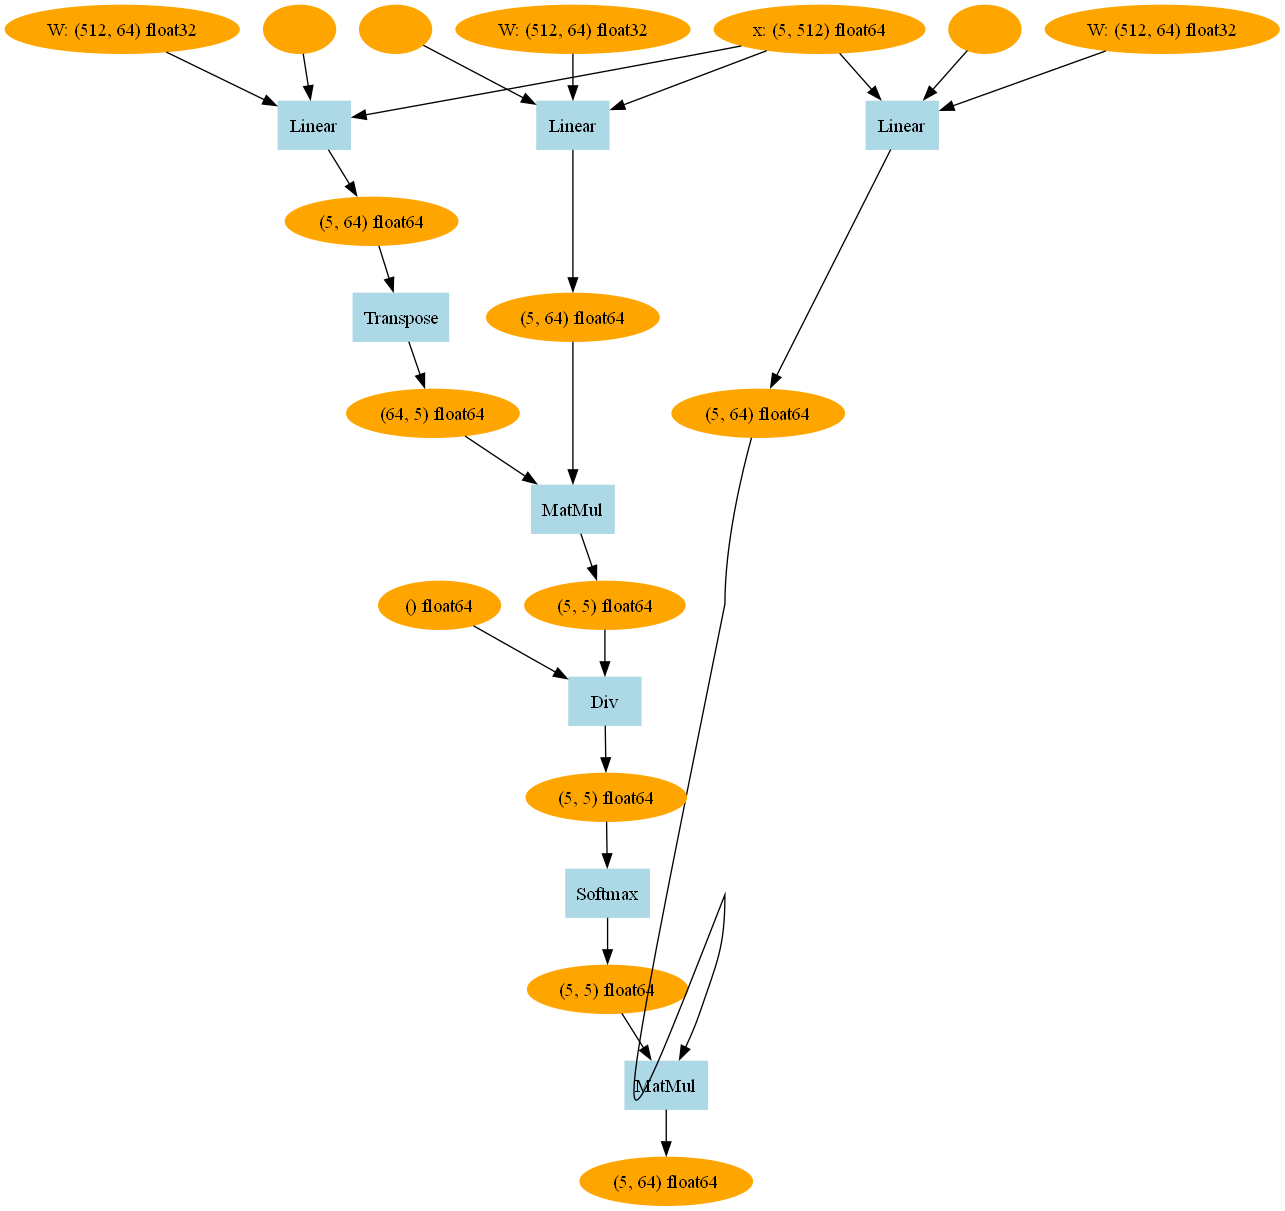 W: (512, 64) float32
W: (512, 64) float32
x: (5, 512) float64
W: (512, 64) float32
Linear
Linear
Linear
(5, 64) float64
Transpose
(5, 64) float64
(64, 5) float64
(5, 64) float64
MatMul
() float64
(5, 5) float64
Div
(5, 5) float64
Softmax
(5, 5) float64
MatMul
(5, 64) float64